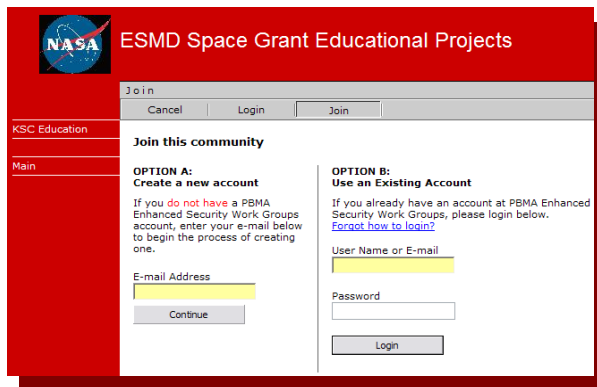 NASA
ESMD Space Grant Educational Projects
Join
Cancel Login Join
KSC Education
Main
Join this community
OPTION A:
Create a new account
If you do not have a PBMA
Enhanced Security Work Groups
account, enter your e-mail below
to begin the process of creating
one.
E-mail Address
Continue
OPTION B:
Use an Existing Account
If you already have an account at PBMA Enhanced
Security Work Groups, please login below.
Forgot how to login?
User Name or E-mail
Password
Login